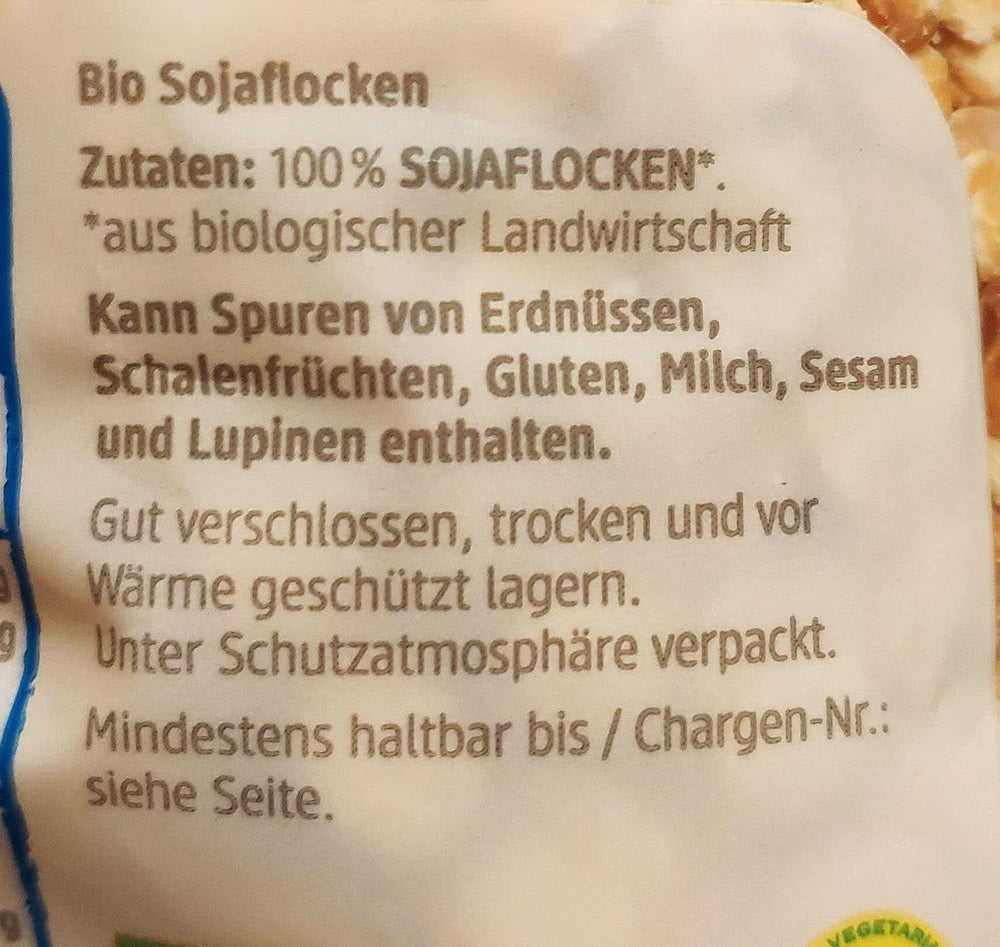 Bio Sojaflocken
Zutaten: 100 % SOJAFLOCKEN*.
*aus biologischer Landwirtschaft
Kann Spuren von Erdnüssen,
Schalenfrüchten, Gluten, Milch, Sesam
und Lupinen enthalten.
Gut verschlossen, trocken und vor
Wärme geschützt lagern.
Unter Schutzatmosphäre verpackt.
Mindestens haltbar bis / Chargen-Nr.:
siehe Seite.